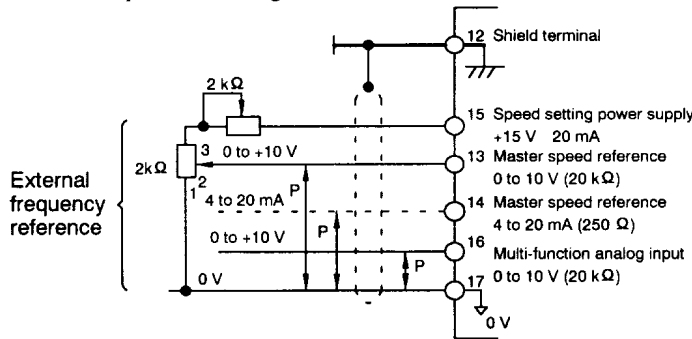 12 Shield terminal
2 kΩ
15 Speed setting power supply
+15 V 20 mA
3
0 to +10 V
13 Master speed reference
2kΩ
2
0 to 10 V (20 kΩ)
1
P
External
frequency
reference
4 to 20 mA
14 Master speed reference
P
4 to 20 mA (250 Ω)
0 to +10 V
16
Multi-function analog input
P
0 to 10 V (20 kΩ)
0 V
17
0 V